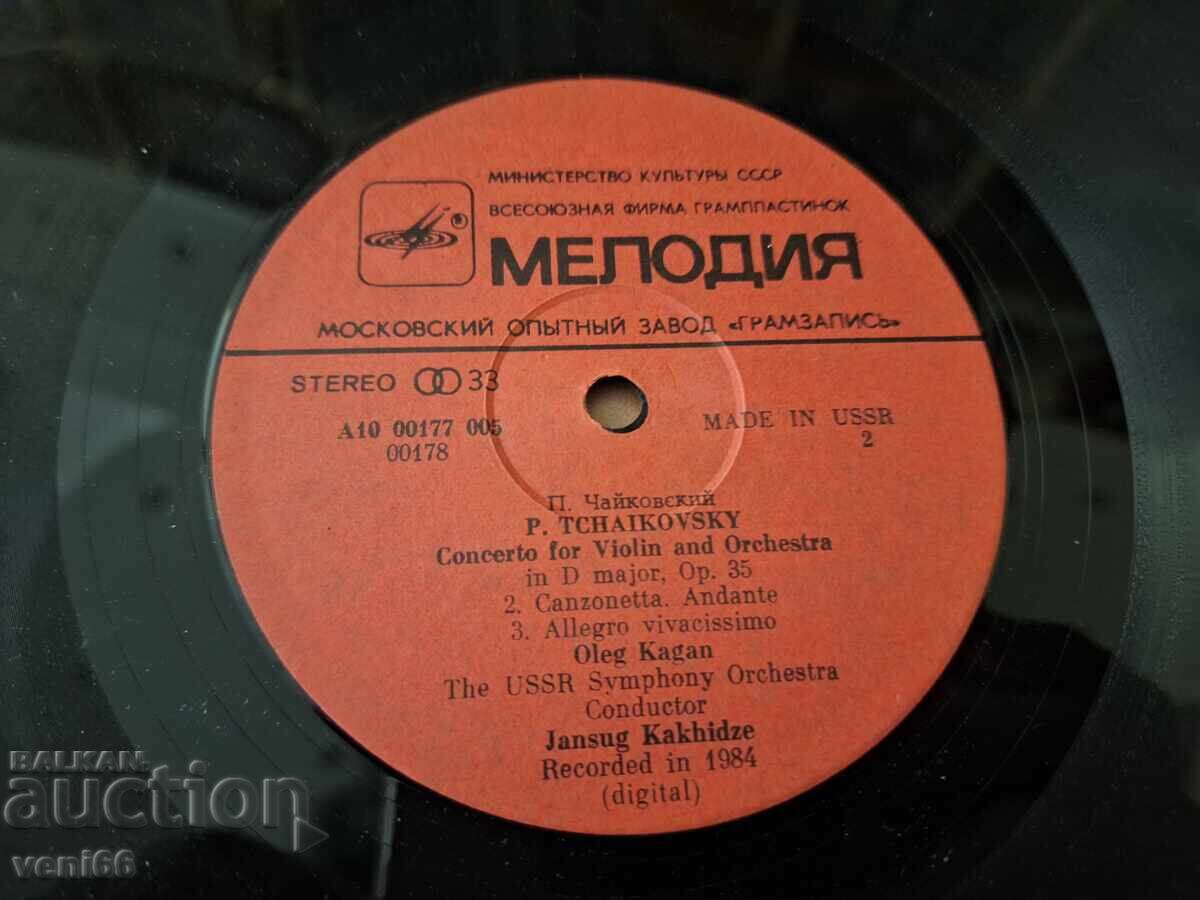 МИНИСТЕРСТВО КУЛЬТУРЫ СССР
ВСЕСОЮЗНАЯ ФИРМА ГРАМПЛАСТИНОК
®
МЕЛОДИЯ
МОСКОВСКИЙ ОПЫТНЫЙ ЗАВОД «ГРАМЗАПИСЬ»
STEREO 33
A10 00177 005
00178
MADE IN USSR
2
П. Чайковский
P. TCHAIKOVSKY
Concerto for Violin and Orchestra
in D major, Op. 35
2. Canzonetta. Andante
3. Allegro vivacissimo
Oleg Kagan
The USSR Symphony Orchestra
Conductor
Jansug Kakhidze
Recorded in 1984
(digital)
BALKAN
auction
veni66